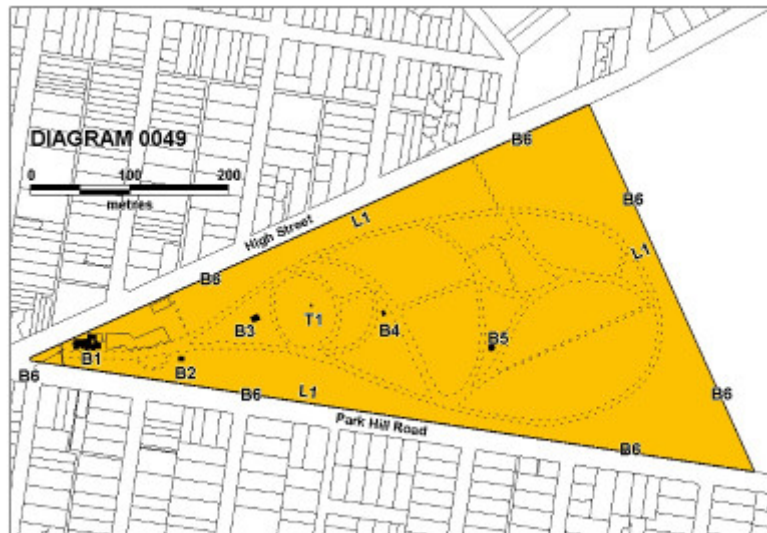 DIAGRAM 0049
0 100 200
metres
High Street
B6
B6
L1
L1
B6
B3
T1
B4
B5
B1
B2
B6
B6
L1
B6
Park Hill Road
B6